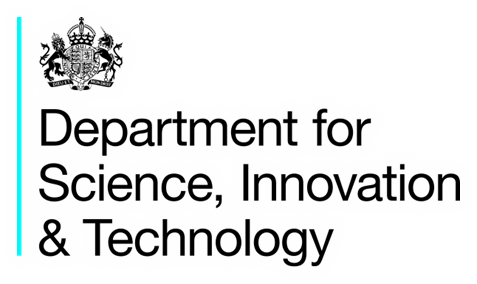 Department for
Science, Innovation
& Technology